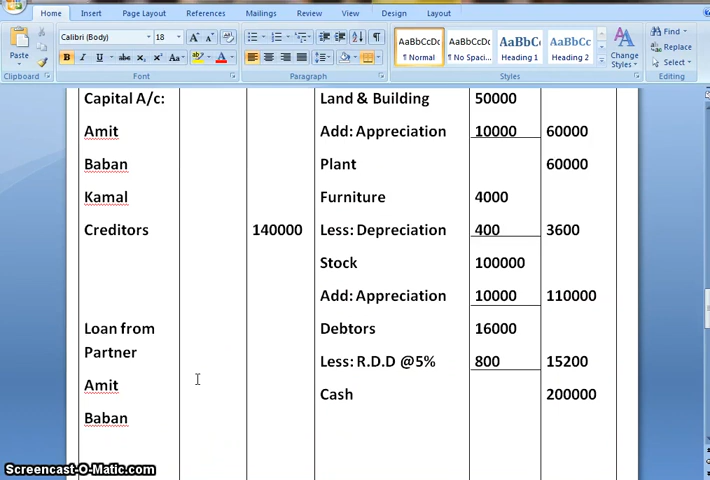 Home Insert Page Layout References Mailings Review View Design Layout
Paste
Calibri (Body) 18
B I U abc x₂ x² Aa
AaBbCcDc AaBbCcDc AaBbC AaBbCc
¶ Normal ¶ No Spaci... Heading 1 Heading 2
Change
Styles
Find
Replace
Select
Clipboard Font Paragraph Styles Editing
Capital A/c: Land & Building 50000
Amit Add: Appreciation 10000 60000
Baban Plant 60000
Kamal Furniture 4000
Creditors 140000 Less: Depreciation 400 3600
Stock 100000
Add: Appreciation 10000 110000
Loan from Debtors 16000
Partner
Less: R.D.D @5% 800 15200
Amit Cash 200000
Baban
Screencast-O-Matic.com